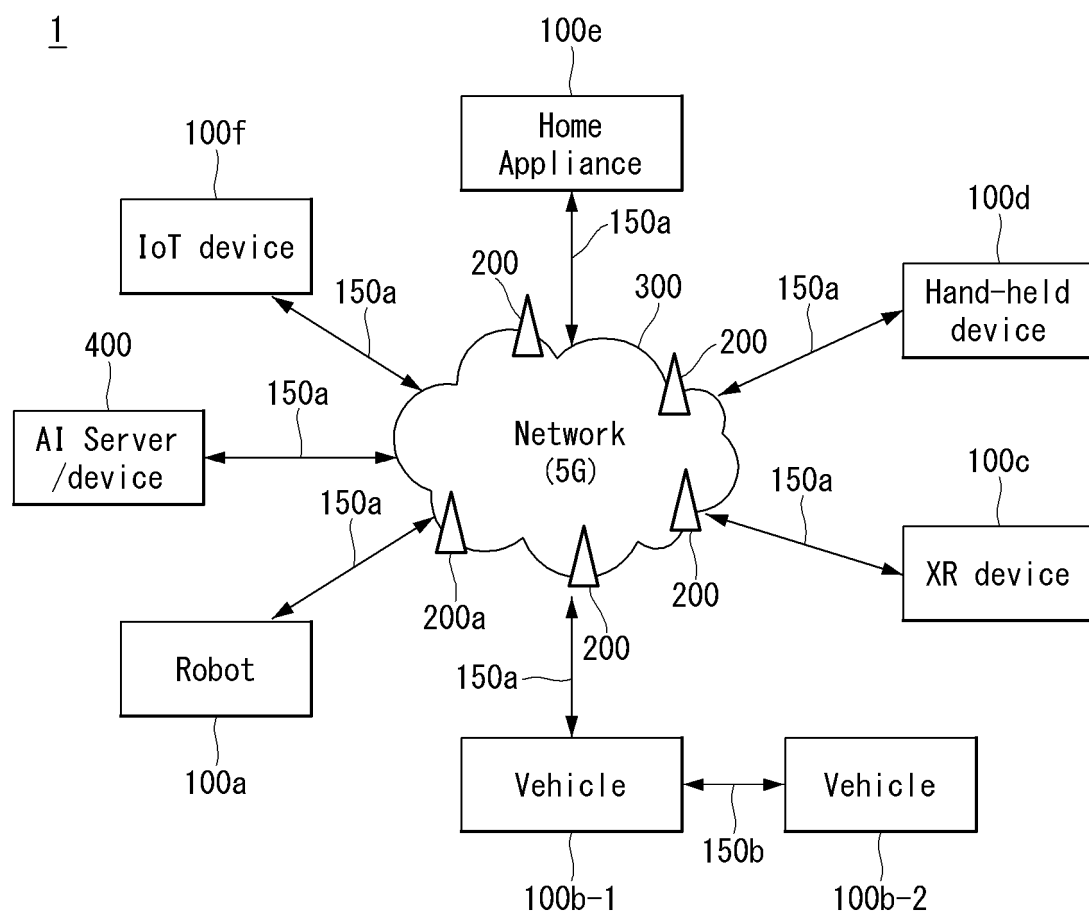 1
100e
Home
Appliance
100f
IoT device
150a
100d
Hand-held
device
200
150a
300
150a
200
400
AI Server
/device
150a
Network
(5G)
100c
XR device
150a
150a
200a
200
200
Robot
100a
150a
Vehicle
Vehicle
150b
100b-1
100b-2